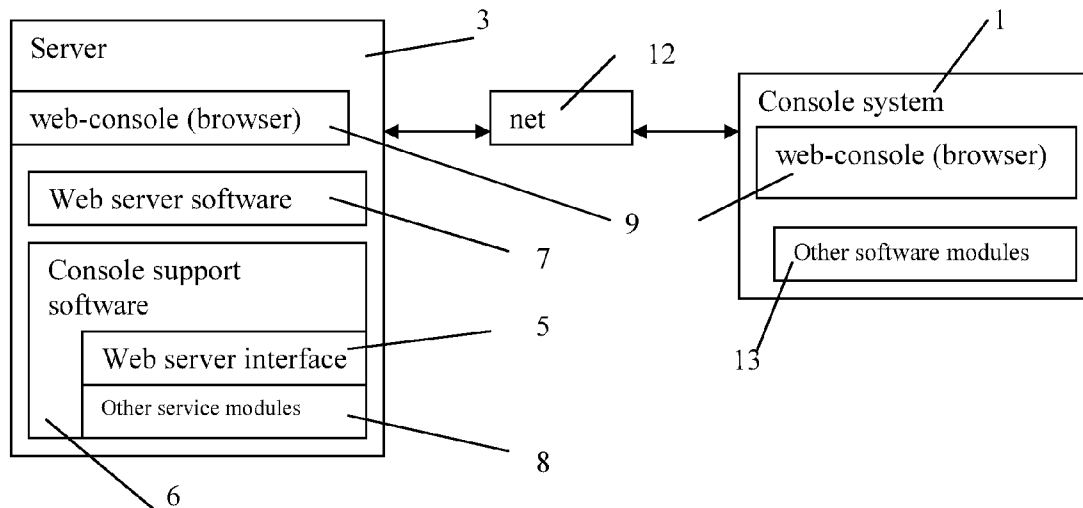 Server
3
web-console (browser)
Web server software
7
Console support
software
Web server interface
5
Other service modules
8
6
net
12
9
Console system
1
web-console (browser)
Other software modules
13